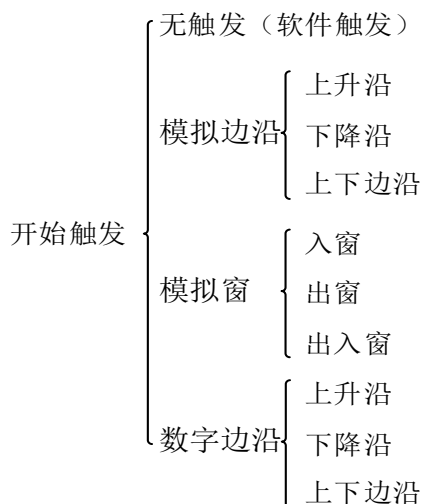 无触发（软件触发）
上升沿
模拟边沿
下降沿
上下边沿
开始触发
入窗
模拟窗
出窗
出入窗
上升沿
数字边沿
下降沿
上下边沿